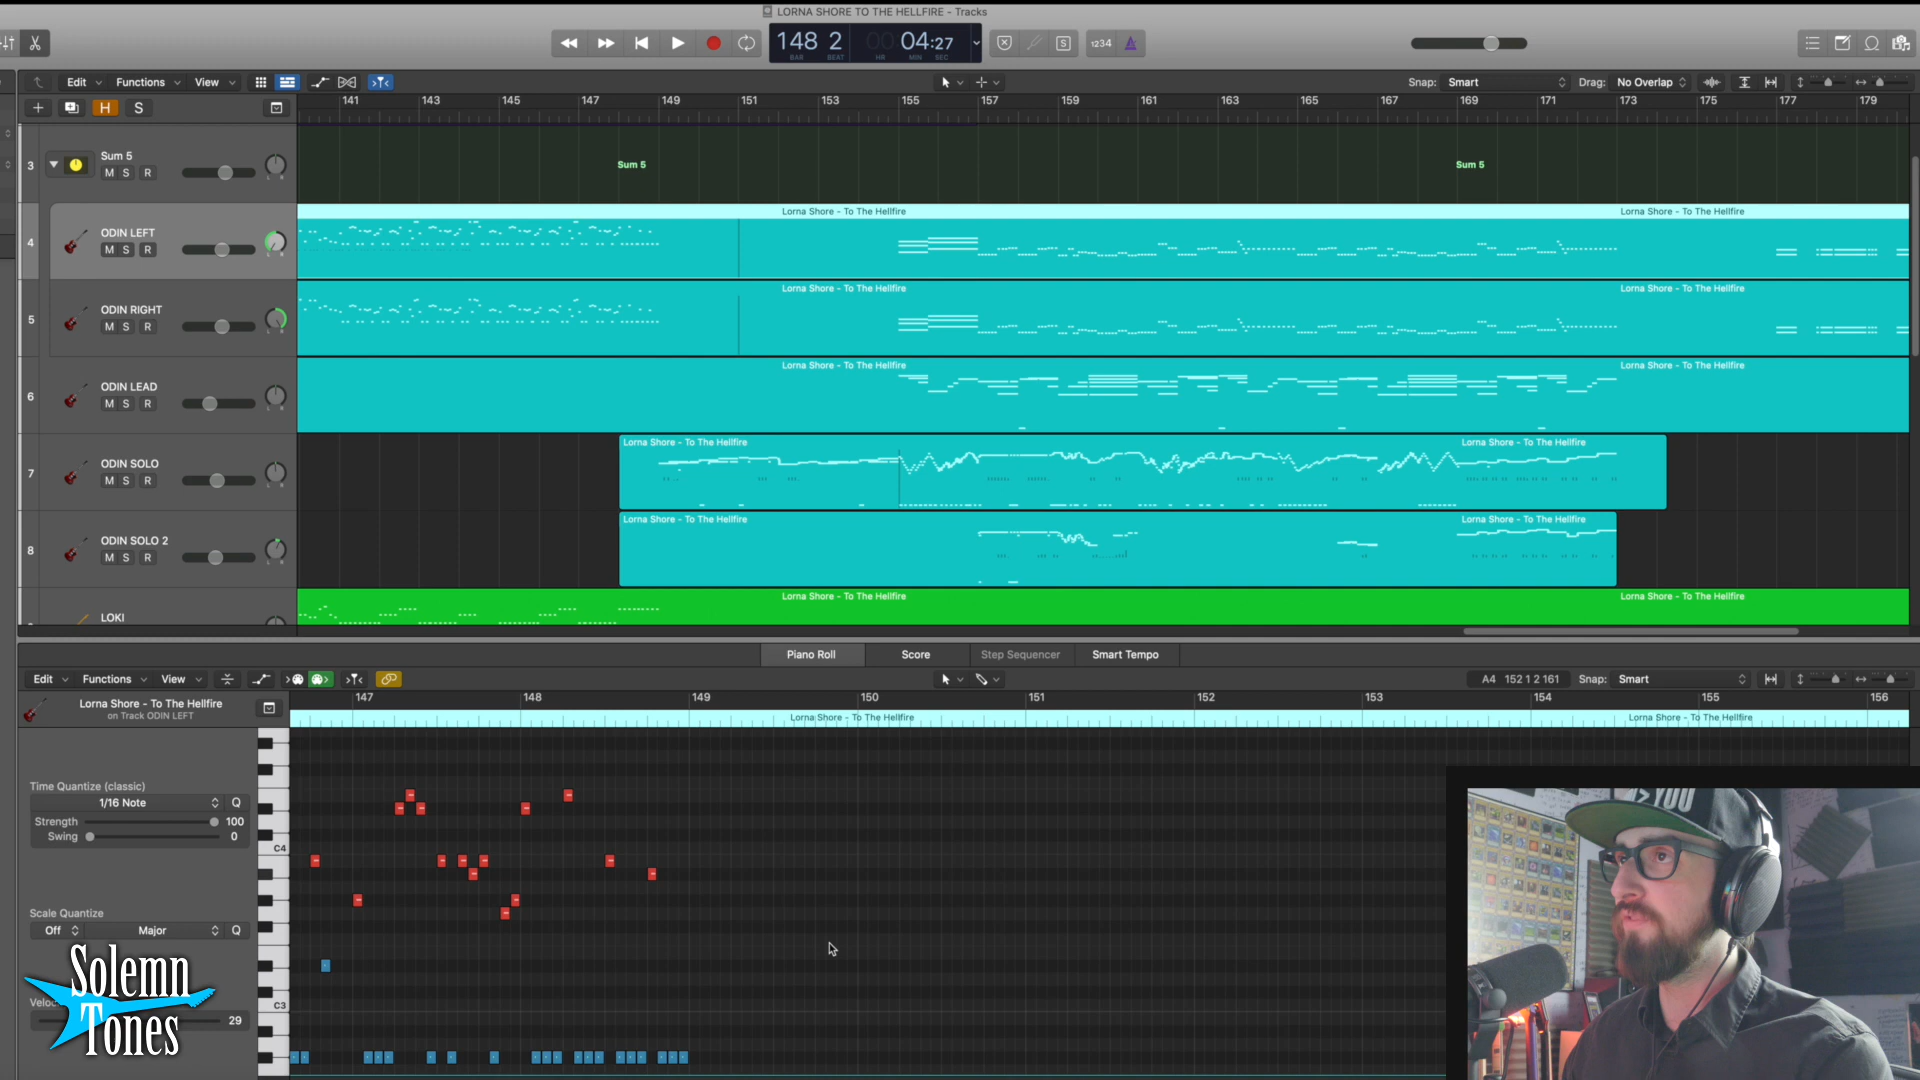 LORNA SHORE TO THE HELLFIRE - Tracks
148 2 00 04:27
BAR BEAT HR MIN SEC
S 1234
Edit Functions View Snap: Smart Drag: No Overlap
H S 141 143 145 147 149 151 153 155 157 159 161 163 165 167 169 171 173 175 177 179
3 Sum 5
M S R
Sum 5 Sum 5
4 ODIN LEFT
M S R
Lorna Shore - To The Hellfire Lorna Shore - To The Hellfire
5 ODIN RIGHT
M S R
Lorna Shore - To The Hellfire Lorna Shore - To The Hellfire
6 ODIN LEAD
M S R
Lorna Shore - To The Hellfire Lorna Shore - To The Hellfire
7 ODIN SOLO
M S R
Lorna Shore - To The Hellfire Lorna Shore - To The Hellfire
8 ODIN SOLO 2
M S R
Lorna Shore - To The Hellfire Lorna Shore - To The Hellfire
LOKI
Lorna Shore - To The Hellfire Lorna Shore - To The Hellfire
Piano Roll Score Step Sequencer Smart Tempo
Edit Functions View A4 152 1 2 161 Snap: Smart
147 148 149 150 151 152 153 154 155 156
Lorna Shore - To The Hellfire
on Track ODIN LEFT
Lorna Shore - To The Hellfire Lorna Shore - To The Hellfire
Time Quantize (classic)
1/16 Note Q
Strength 100
Swing 0
C4
Scale Quantize
Off Major Q
C3
29
Solemn
Tones
YOU